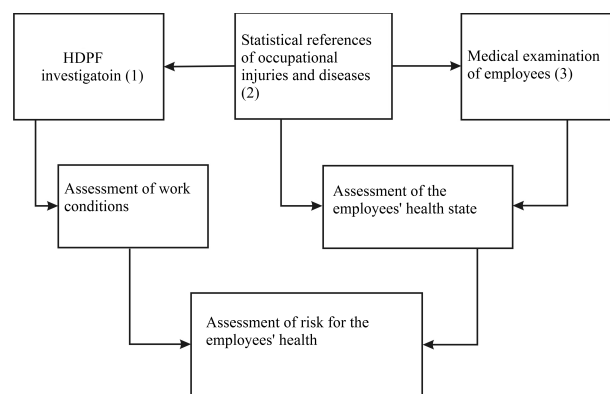 HDPF
investigatoin (1)
Statistical references
of occupational
injuries and diseases
(2)
Medical examination
of employees (3)
Assessment of work
conditions
Assessment of the
employees' health state
Assessment of risk for the
employees' health